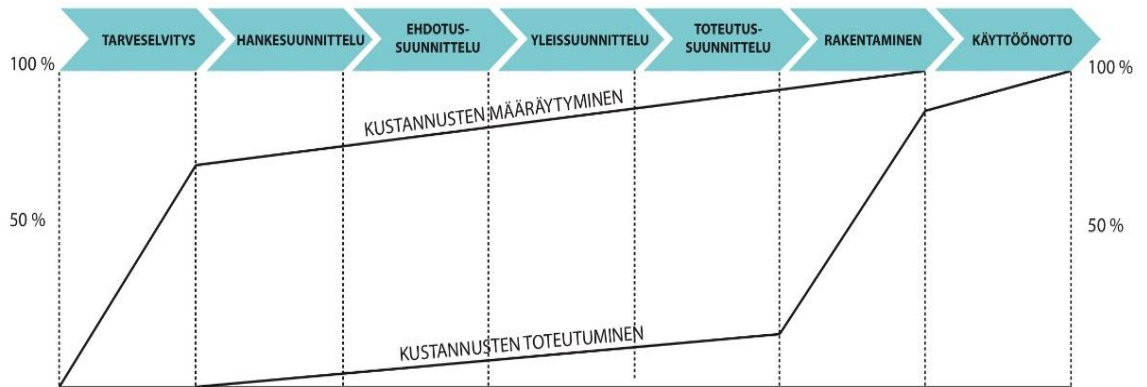 TARVESELVITYS
HANKESUUNNITTELU
EHDOTUS-
SUUNNITTELU
YLEISSUUNNITTELU
TOTEUTUS-
SUUNNITTELU
RAKENTAMINEN
KÄYTTÖÖNOTTO
100 %
100 %
KUSTANNUSTEN MÄÄRÄYTYMINEN
50 %
50 %
KUSTANNUSTEN TOTEUTUMINEN